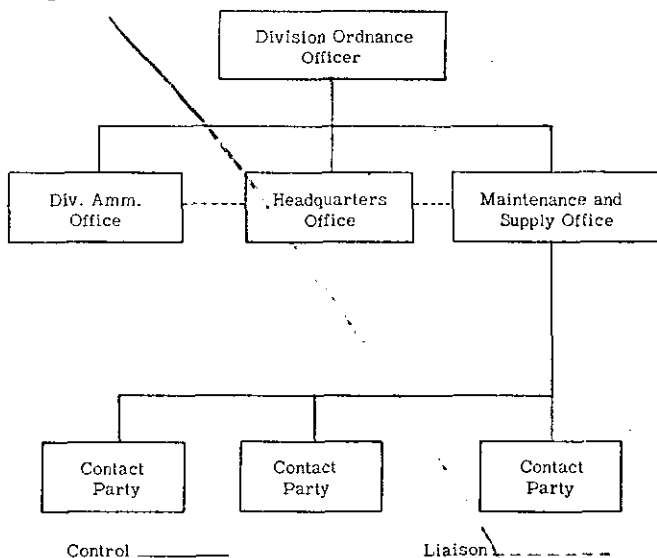 Division Ordnance
Officer
Div. Amm.
Office
Headquarters
Office
Maintenance and
Supply Office
Contact
Party
Contact
Party
Contact
Party
Control
Liaison